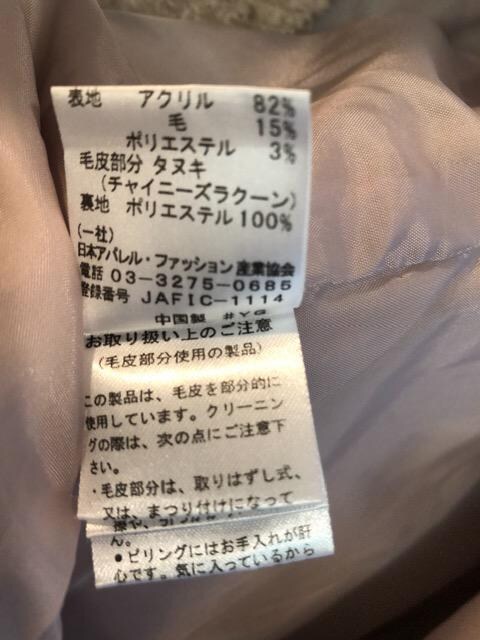 表地 アクリル 82%
毛 15%
ポリエステル 3%
毛皮部分 タヌキ
(チャイニーズラクーン)
裏地 ポリエステル100%
(一社)
日本アパレル・ファッション産業協会
電話 03-3275-0685
登録番号 JAFIC-1114
中国製 #YG
お取り扱い上のご注意
(毛皮部分使用の製品)
この製品は、毛皮を部分的に
使用しています。クリーニン
グの際は、次の点にご注意下
さい。
・毛皮部分は、取りはずし式、
又は、まつり付けになって
ん。
●ピリングにはお手入れが肝
心です。気に入っているから